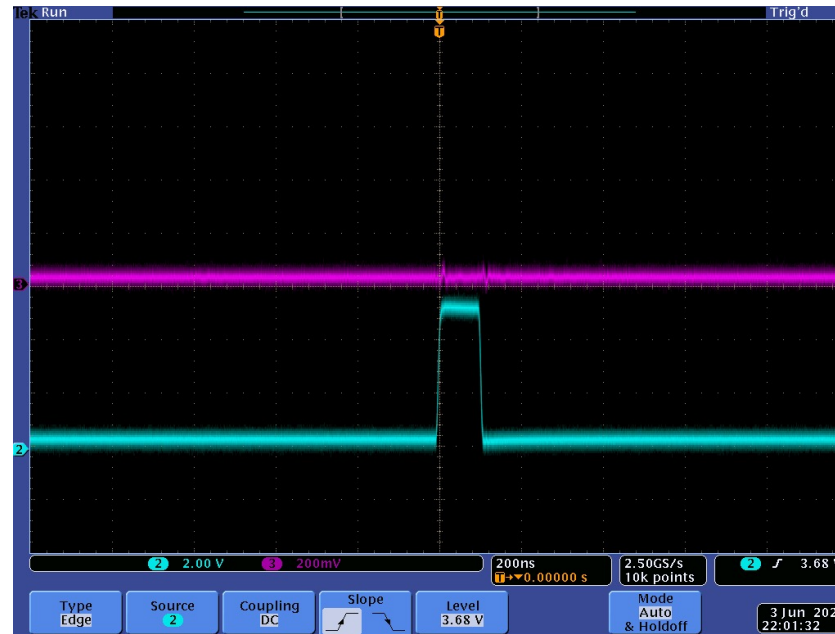 Tek Run Trig'd
T
T
3
2
2 2.00 V 3 200mV
200ns
T→▼0.00000 s
2.50GS/s
10k points
2 3.68 V
Type
Edge
Source
2
Coupling
DC
Slope
Level
3.68 V
Mode
Auto
& Holdoff
3 Jun 202
22:01:32